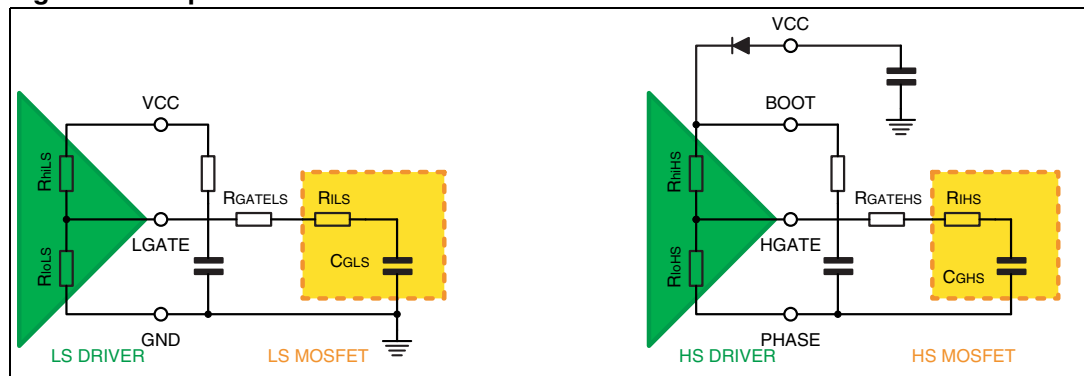 VCC
RhiLS
RloLS
LGATE
RGATELS
RILS
CGLS
GND
LS DRIVER
LS MOSFET
VCC
BOOT
RhiHS
RloHS
HGATE
RGATEHS
RIHS
CGHS
PHASE
HS DRIVER
HS MOSFET